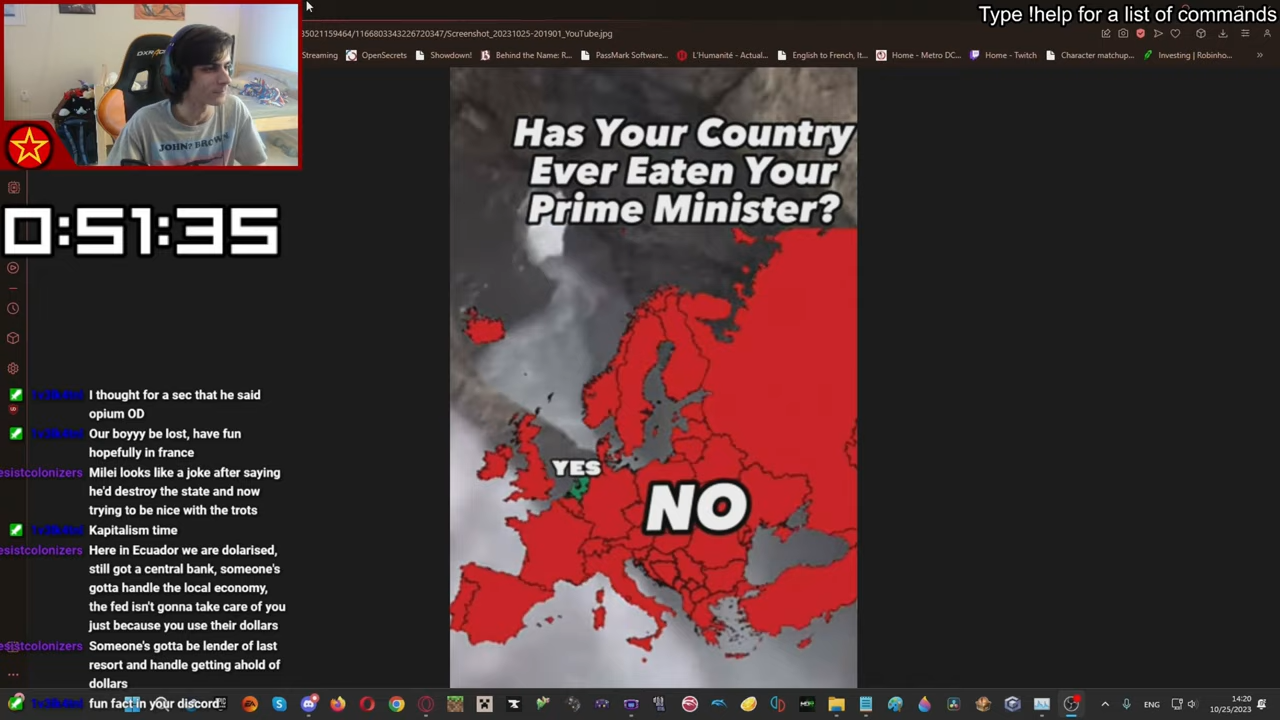 Type !help for a list of commands
35021159464/1166803343226720347/Screenshot_20231025-201901_YouTube.jpg
Streaming OpenSecrets Showdown! Behind the Name: R... PassMark Software... L'Humanité - Actual... English to French, It... Home - Metro DC... Home - Twitch Character matchup... Investing | Robinho...
JOHN BROWN
Has Your Country
Ever Eaten Your
Prime Minister?
0:51:35
YES
NO
I thought for a sec that he said
opium OD
Our boyyy be lost, have fun
hopefully in france
esistcolonizers Milei looks like a joke after saying
he'd destroy the state and now
trying to be nice with the trots
Kapitalism time
esistcolonizers Here in Ecuador we are dolarised,
still got a central bank, someone's
gotta handle the local economy,
the fed isn't gonna take care of you
just because you use their dollars
esistcolonizers Someone's gotta be lender of last
resort and handle getting ahold of
dollars
fun fact in your discord
ENG
14:20
10/25/2023